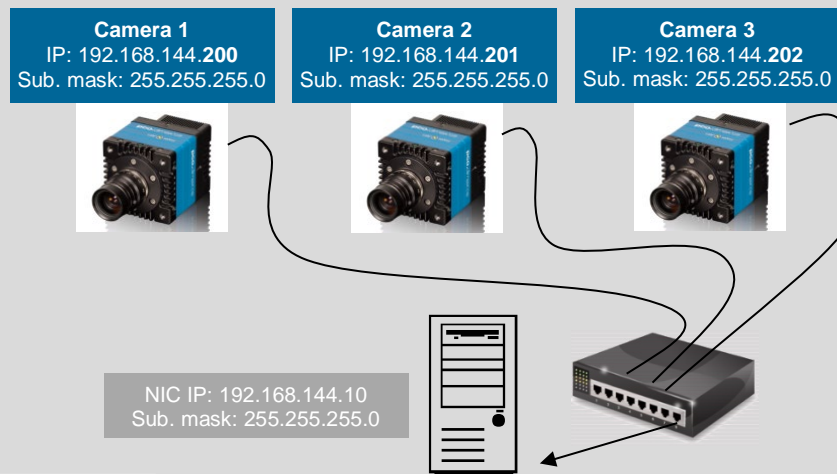 Camera 1
IP: 192.168.144.200
Sub. mask: 255.255.255.0
Camera 2
IP: 192.168.144.201
Sub. mask: 255.255.255.0
Camera 3
IP: 192.168.144.202
Sub. mask: 255.255.255.0
NIC IP: 192.168.144.10
Sub. mask: 255.255.255.0